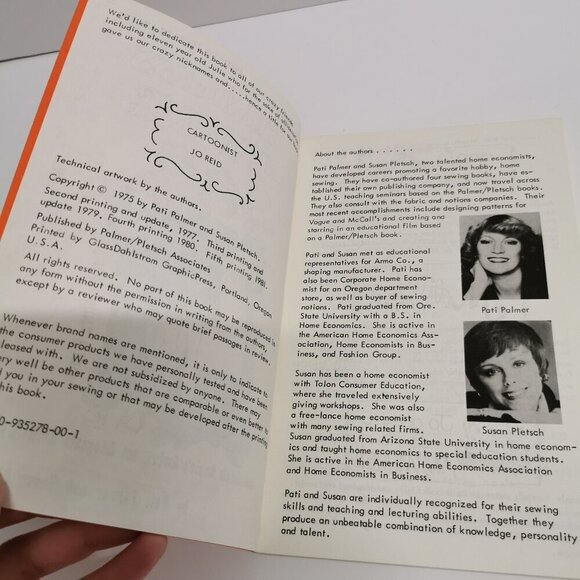 We'd like to dedicate this book to all of our crazy friends
including eleven year old Julie who for the sake of
gave us our crazy nicknames and.....hence a title for
CARTOONIST
JO REID
Technical artwork by the authors.
Copyright © 1975 by Pati Palmer and Susan Pletsch.
Second printing and update, 1977. Third printing and
update 1979. Fourth printing 1980. Fifth printing 1981.
Published by Palmer/Pletsch Associates
Printed by GlassDahlstrom GraphicPress, Portland, Oregon
U.S.A.
All rights reserved. No part of this book may be reproduced in
any form without the permission in writing from the authors,
except by a reviewer who may quote brief passages in review.
Whenever brand names are mentioned, it is only to indicate to
the consumer products we have personally tested and have been
leased with. We are not subsidized by anyone. There may
ery well be other products that are comparable or even better to
d you in your sewing or that may be developed after the printing
this book.
0-935278-00-1
About the authors ......
Pati Palmer and Susan Pletsch, two talented home economists,
have developed careers promoting a favorite hobby, home
sewing. They have co-authored four sewing books, have es-
tablished their own publishing company, and now travel across
the U.S. teaching seminars based on the Palmer/Pletsch books.
They also consult with the fabric and notions companies. Their
most recent accomplishments include designing patterns for
Vogue and McCall's and creating and
starring in an educational film based
on a Palmer/Pletsch book.
Pati and Susan met as educational
representatives for Armo Co., a
shaping manufacturer. Pati has
also been Corporate Home Econo-
mist for an Oregon department
store, as well as buyer of sewing
notions. Pati graduated from Ore.
State University with a B.S. in
Home Economics. She is active in
the American Home Economics Ass-
ociation, Home Economists in Bus-
iness, and Fashion Group.
Pati Palmer
Susan has been a home economist
with Talon Consumer Education,
where she traveled extensively
giving workshops. She was also
a free-lance home economist
with many sewing related firms.
Susan Pletsch
Susan graduated from Arizona State University in home econom-
ics and taught home economics to special education students.
She is active in the American Home Economics Association
and Home Economists in Business.
Pati and Susan are individually recognized for their sewing
skills and teaching and lecturing abilities. Together they
produce an unbeatable combination of knowledge, personality
and talent.